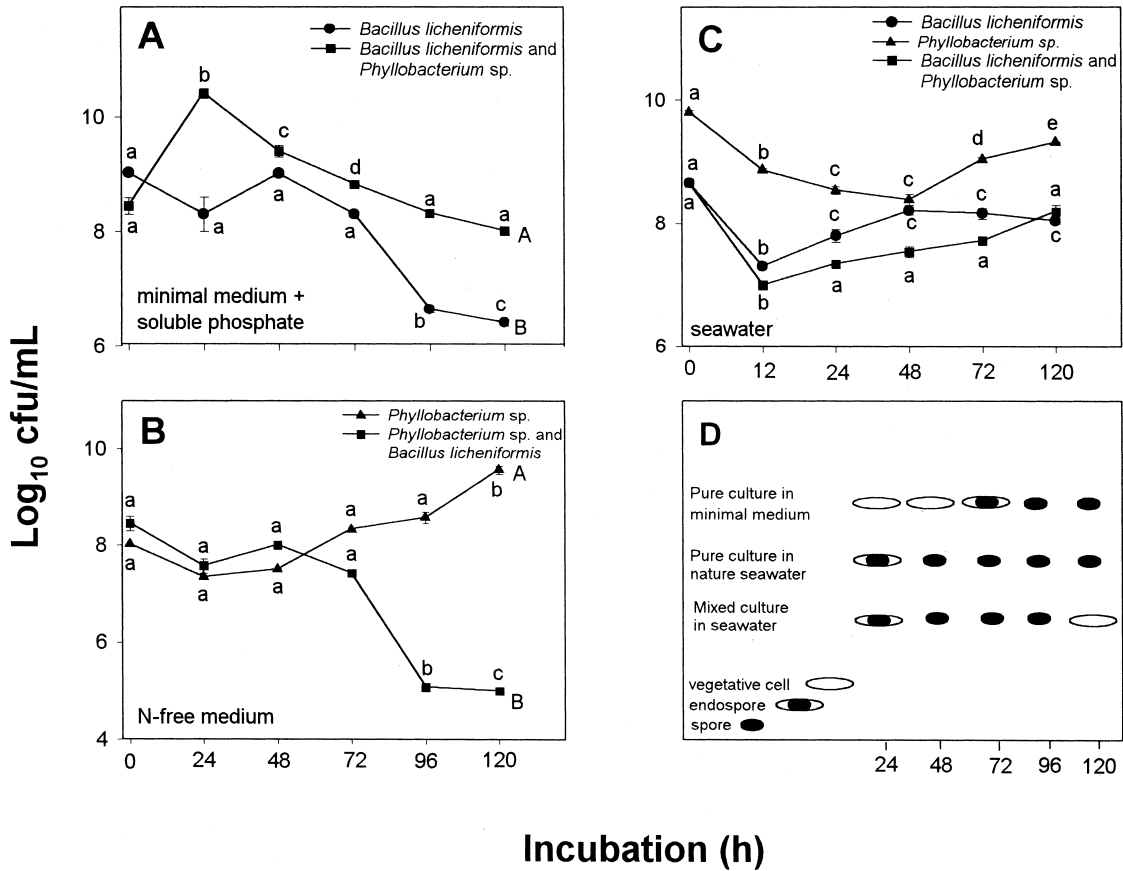 A
Bacillus licheniformis
Bacillus licheniformis and
Phyllobacterium sp.
10
8
6
a
b
c
d
a
a
A
a
a
a
a
b
c
B
minimal medium +
soluble phosphate
B
Phyllobacterium sp.
Phyllobacterium sp. and
Bacillus licheniformis
10
8
6
4
a
a
a
a
a
A
b
a
a
a
a
b
c
B
N-free medium
0 24 48 72 96 120
C
Bacillus licheniformis
Phyllobacterium sp.
Bacillus licheniformis and
Phyllobacterium sp.
10
8
6
a
b
c
c
d
e
a
a
b
c
c
c
a
c
b
a
a
a
seawater
0 12 24 48 72 120
D
Pure culture in
minimal medium
Pure culture in
nature seawater
Mixed culture
in seawater
vegetative cell
endospore
spore
24 48 72 96 120
Log10 cfu/mL
Incubation (h)